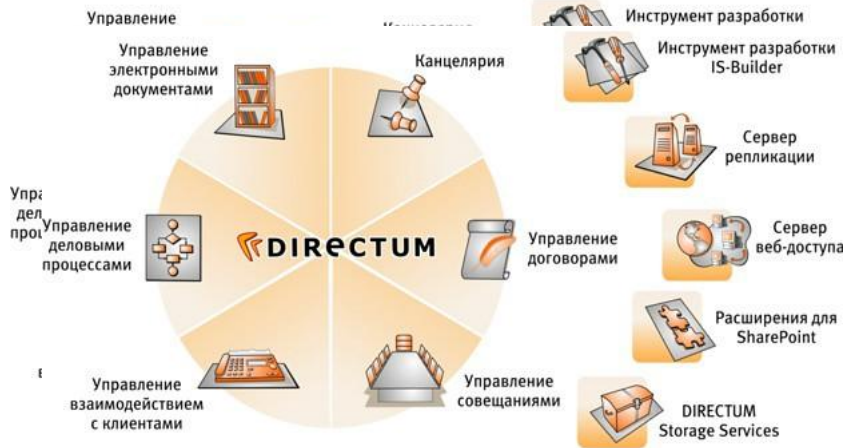 Управление
Инструмент разработки
Управление
электронными
документами
Канцелярия
Инструмент разработки
IS-Builder
Сервер
репликации
Управление
деловыми
процессами
DIRECTUM
Управление
договорами
Сервер
веб-доступа
Расширения для
SharePoint
Управление
взаимодействием
с клиентами
Управление
совещаниями
DIRECTUM
Storage Services